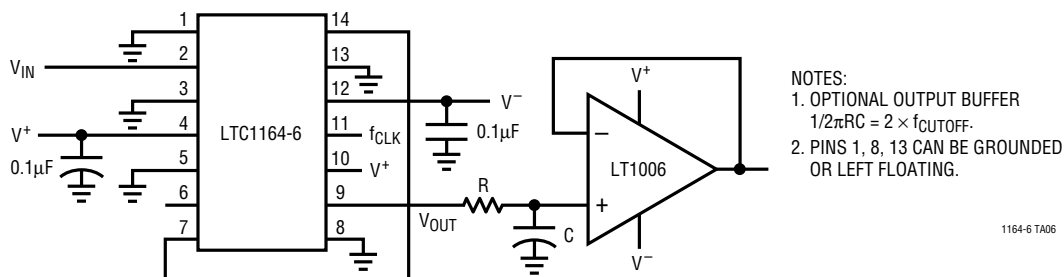 1
2
3
4
5
6
7
14
13
12
11
10
9
8
LTC1164-6
V_IN
V⁺
0.1µF
V⁻
0.1µF
f_CLK
V⁺
V_OUT
R
C
V⁺
−
+
LT1006
V⁻
NOTES:
1. OPTIONAL OUTPUT BUFFER
1/2πRC = 2 × f_CUTOFF.
2. PINS 1, 8, 13 CAN BE GROUNDED
OR LEFT FLOATING.
1164-6 TA06